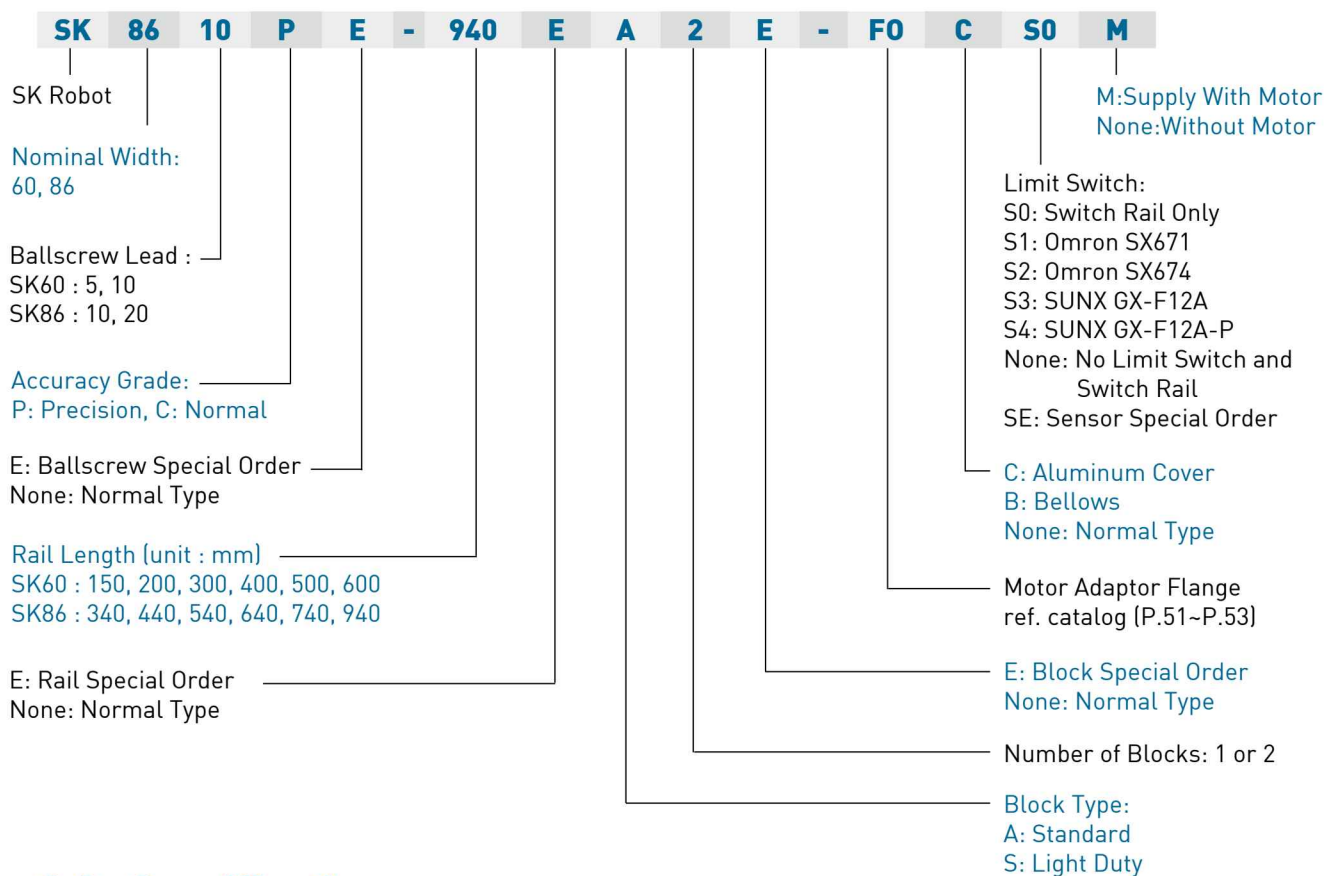 SK 86 10 P E - 940 E A 2 E - F0 C S0 M
SK Robot
Nominal Width:
60, 86
Ballscrew Lead :
SK60 : 5, 10
SK86 : 10, 20
Accuracy Grade:
P: Precision, C: Normal
E: Ballscrew Special Order
None: Normal Type
Rail Length (unit : mm)
SK60 : 150, 200, 300, 400, 500, 600
SK86 : 340, 440, 540, 640, 740, 940
E: Rail Special Order
None: Normal Type
M:Supply With Motor
None:Without Motor
Limit Switch:
S0: Switch Rail Only
S1: Omron SX671
S2: Omron SX674
S3: SUNX GX-F12A
S4: SUNX GX-F12A-P
None: No Limit Switch and
Switch Rail
SE: Sensor Special Order
C: Aluminum Cover
B: Bellows
None: Normal Type
Motor Adaptor Flange
ref. catalog (P.51~P.53)
E: Block Special Order
None: Normal Type
Number of Blocks: 1 or 2
Block Type:
A: Standard
S: Light Duty